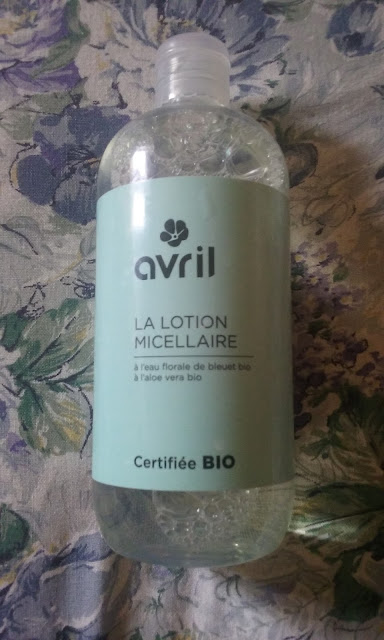 avril
LA LOTION
MICELLAIRE
à l'eau florale de bleuet bio
à l'aloe vera bio
Certifiée BIO